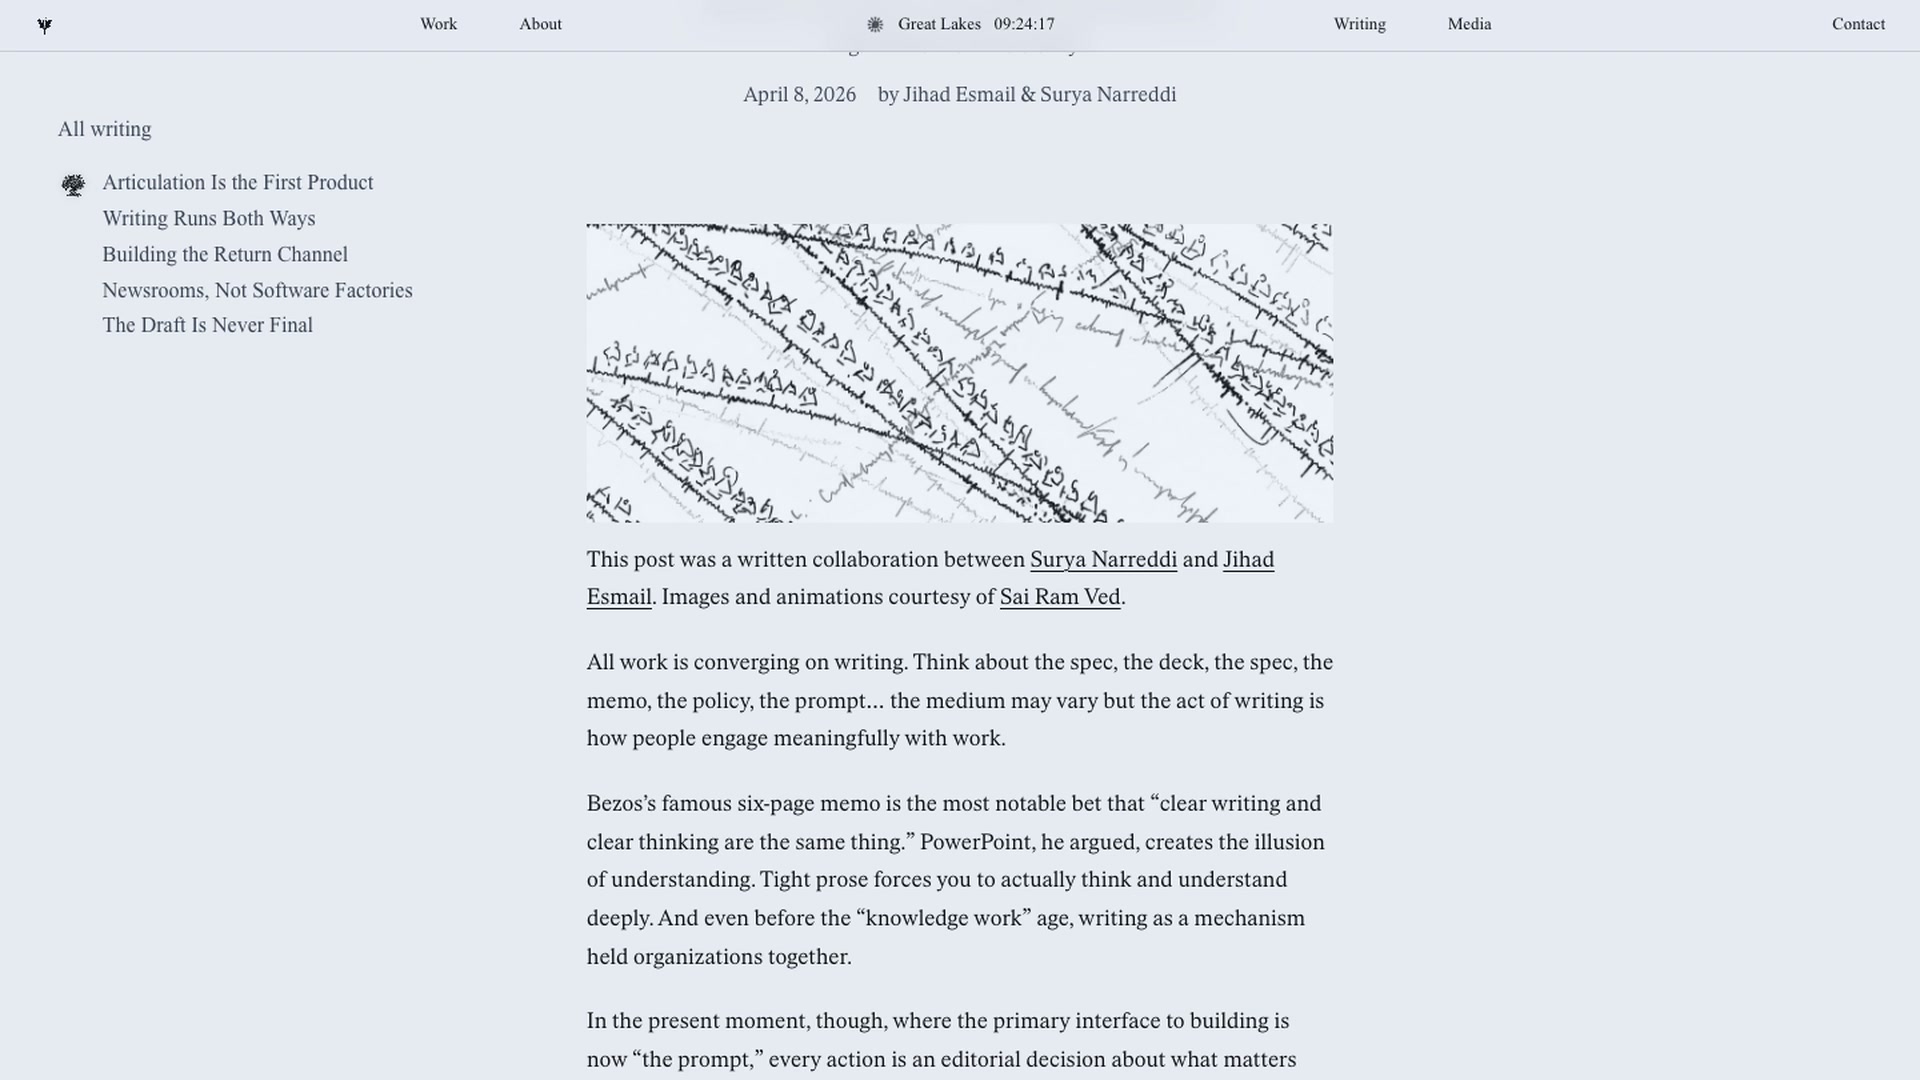 Work
About
Great Lakes 09:24:17
Writing
Media
Contact
April 8, 2026 by Jihad Esmail & Surya Narreddi
All writing
Articulation Is the First Product
Writing Runs Both Ways
Building the Return Channel
Newsrooms, Not Software Factories
The Draft Is Never Final
This post was a written collaboration between Surya Narreddi and Jihad
Esmail. Images and animations courtesy of Sai Ram Ved.
All work is converging on writing. Think about the spec, the deck, the spec, the
memo, the policy, the prompt… the medium may vary but the act of writing is
how people engage meaningfully with work.
Bezos’s famous six-page memo is the most notable bet that “clear writing and
clear thinking are the same thing.” PowerPoint, he argued, creates the illusion
of understanding. Tight prose forces you to actually think and understand
deeply. And even before the “knowledge work” age, writing as a mechanism
held organizations together.
In the present moment, though, where the primary interface to building is
now “the prompt,” every action is an editorial decision about what matters